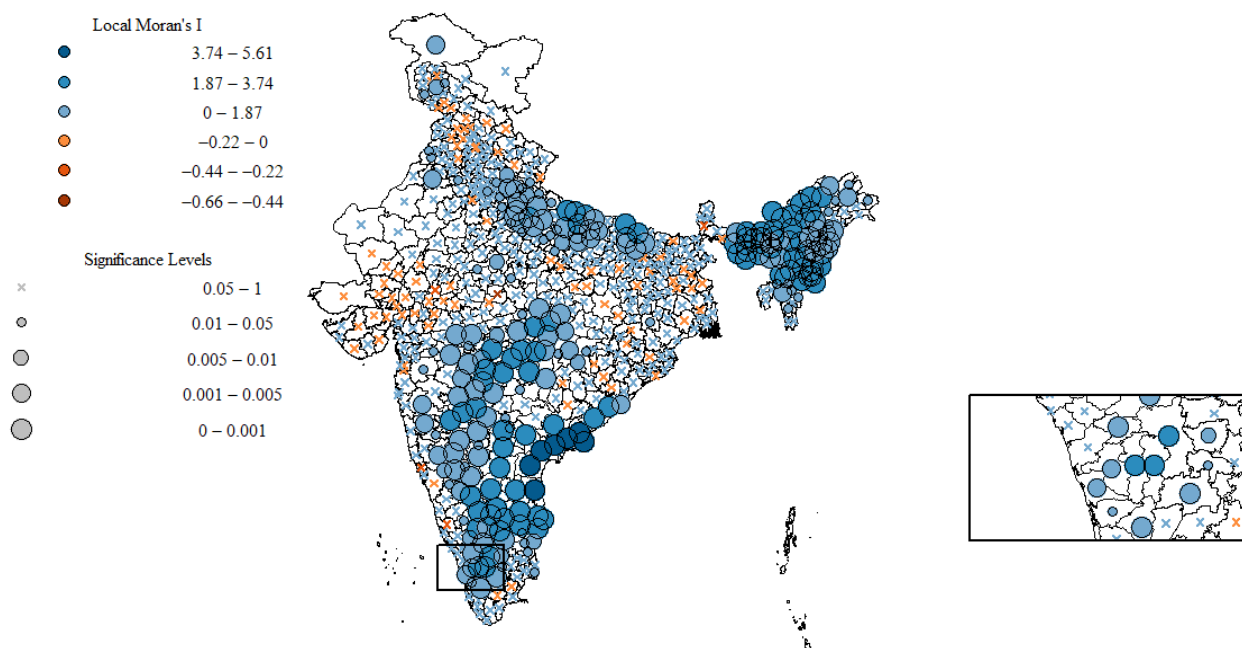 Local Moran's I
3.74 – 5.61
1.87 – 3.74
0 – 1.87
−0.22 – 0
−0.44 – −0.22
−0.66 – −0.44
Significance Levels
0.05 – 1
0.01 – 0.05
0.005 – 0.01
0.001 – 0.005
0 – 0.001